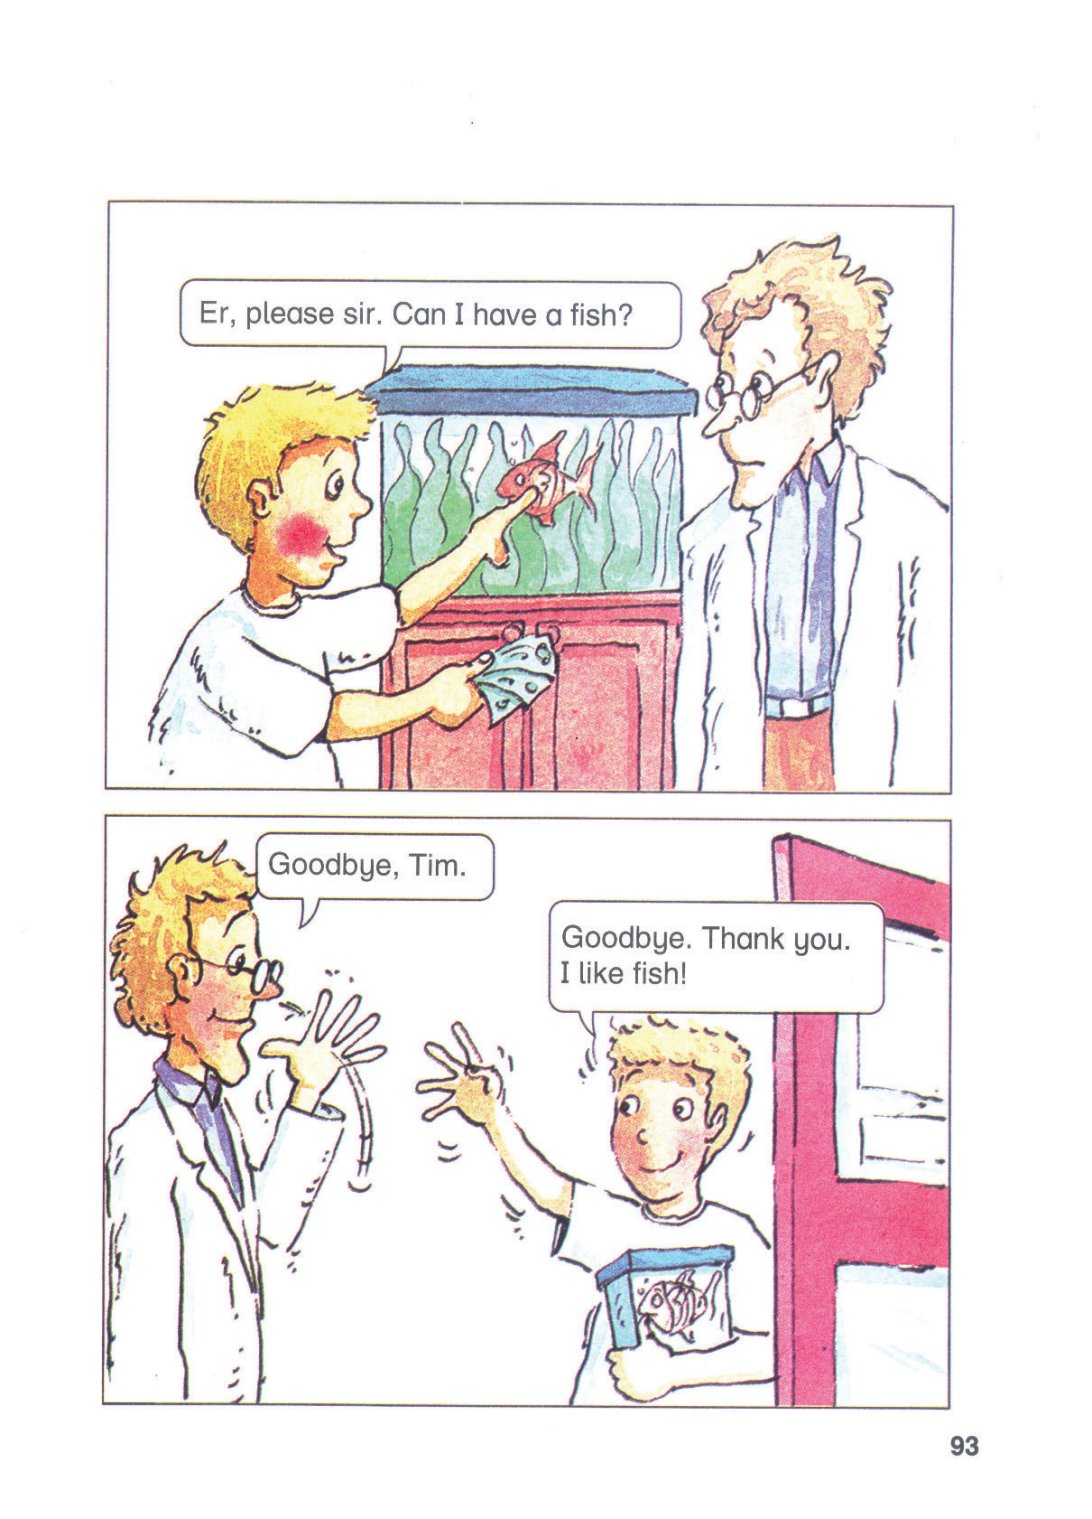 Er, please sir. Can I have a fish?
Goodbye, Tim.
Goodbye. Thank you.
I like fish!
93